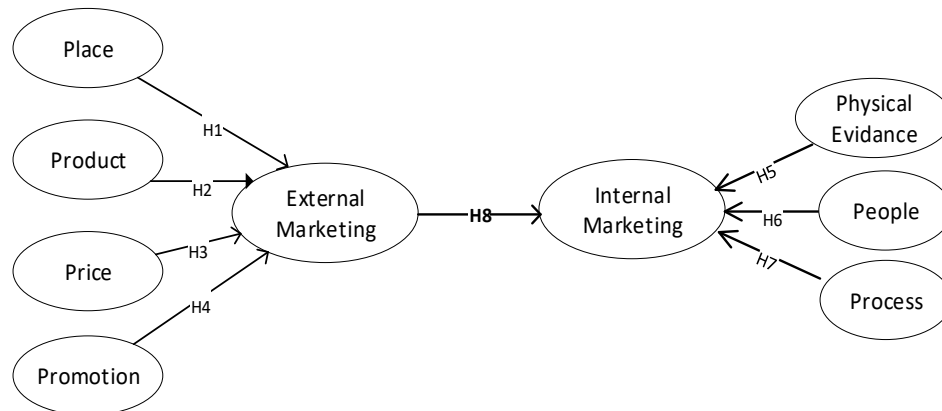 Place
H1
Product
H2
Price
H3
Promotion
H4
External
Marketing
H8
Internal
Marketing
Physical
Evidance
H5
People
H6
Process
H7